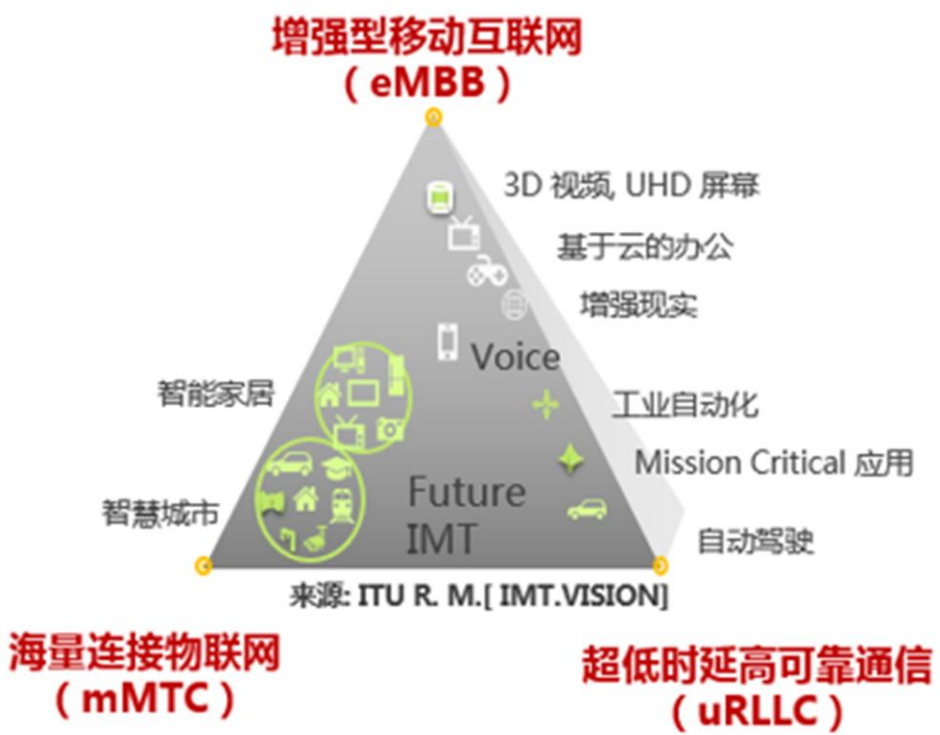 增强型移动互联网
（eMBB）
3D 视频, UHD 屏幕
基于云的办公
增强现实
Voice
智能家居
工业自动化
Mission Critical 应用
Future
IMT
智慧城市
自动驾驶
来源: ITU R. M.[ IMT.VISION]
海量连接物联网
（mMTC）
超低时延高可靠通信
（uRLLC）